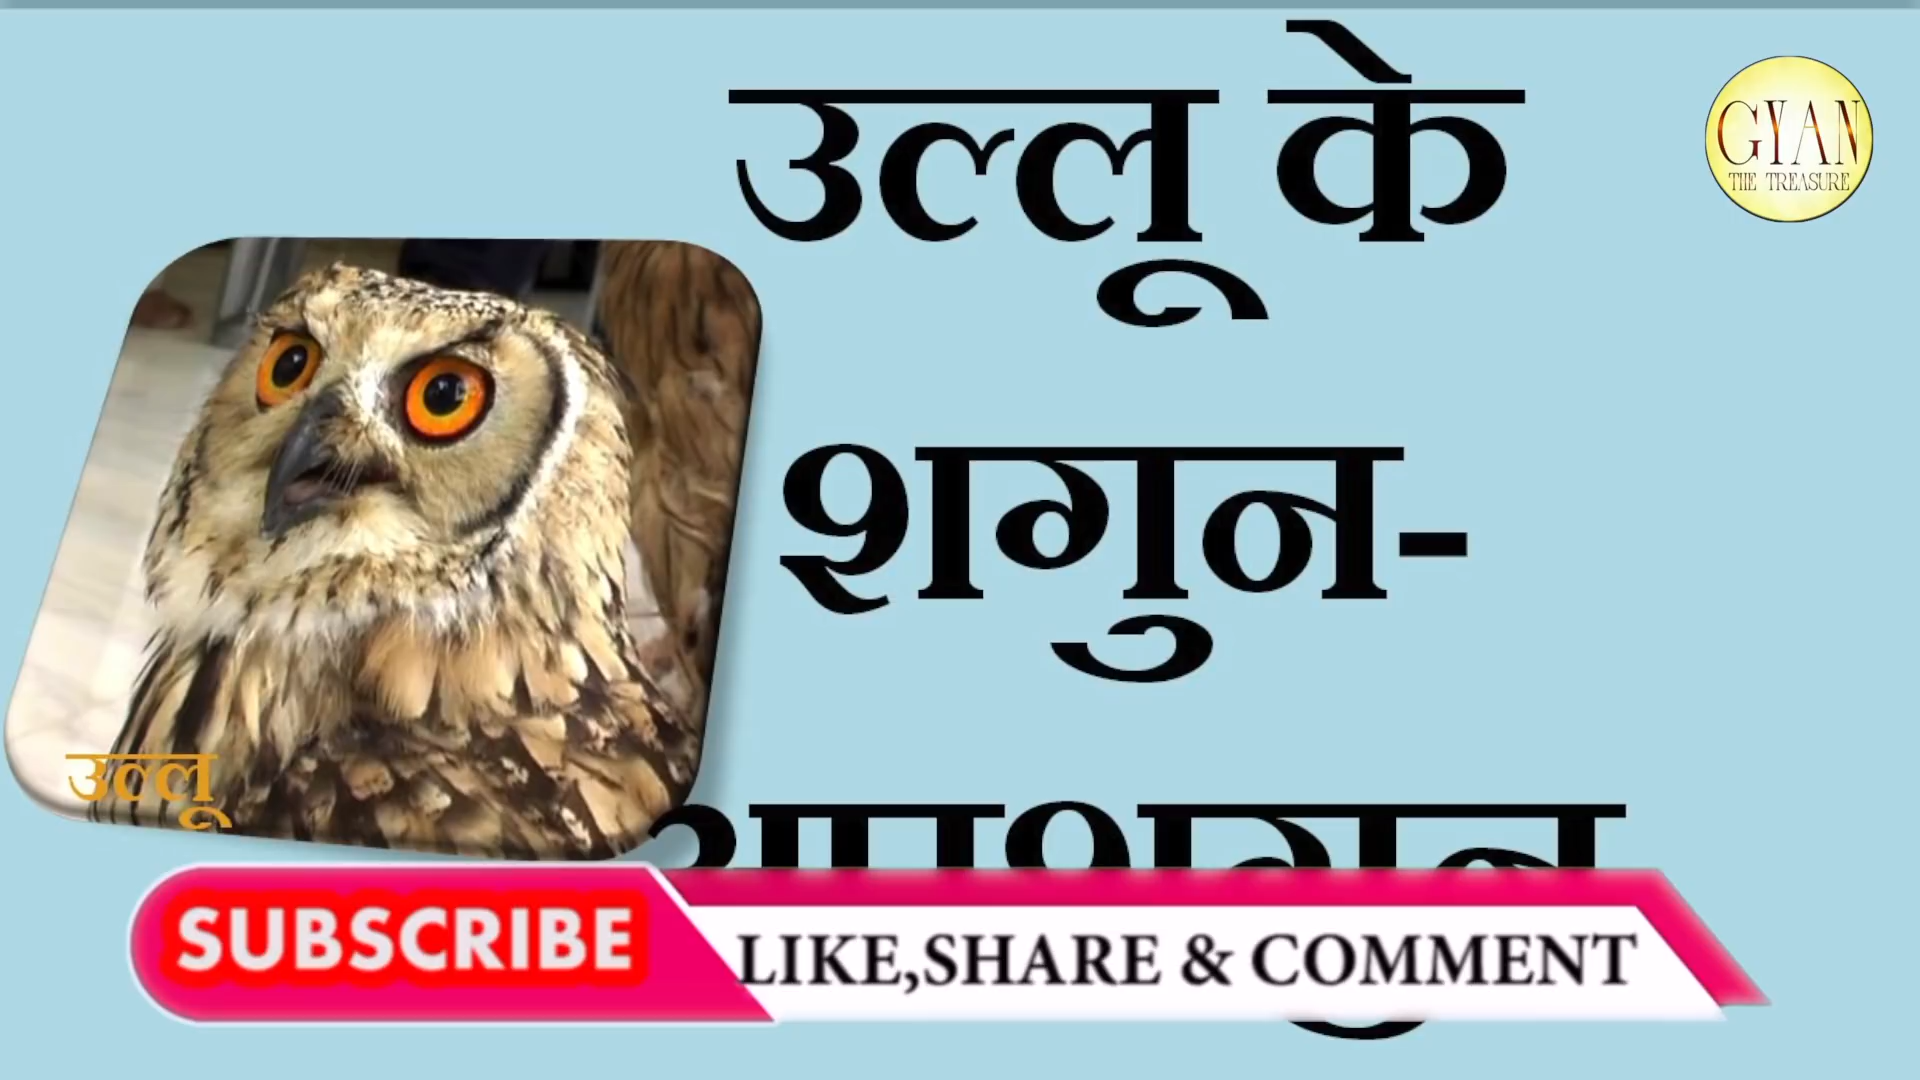 उल्लू के
GYAN
THE TREASURE
शगुन-
उल्लू
SUBSCRIBE
LIKE,SHARE & COMMENT